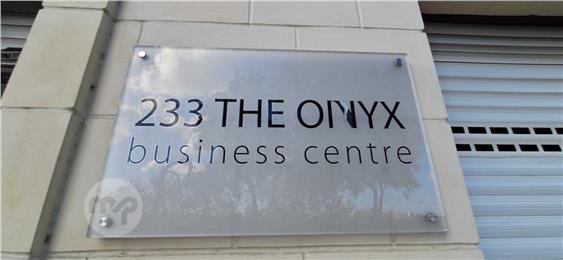 233 THE ONYX
business centre